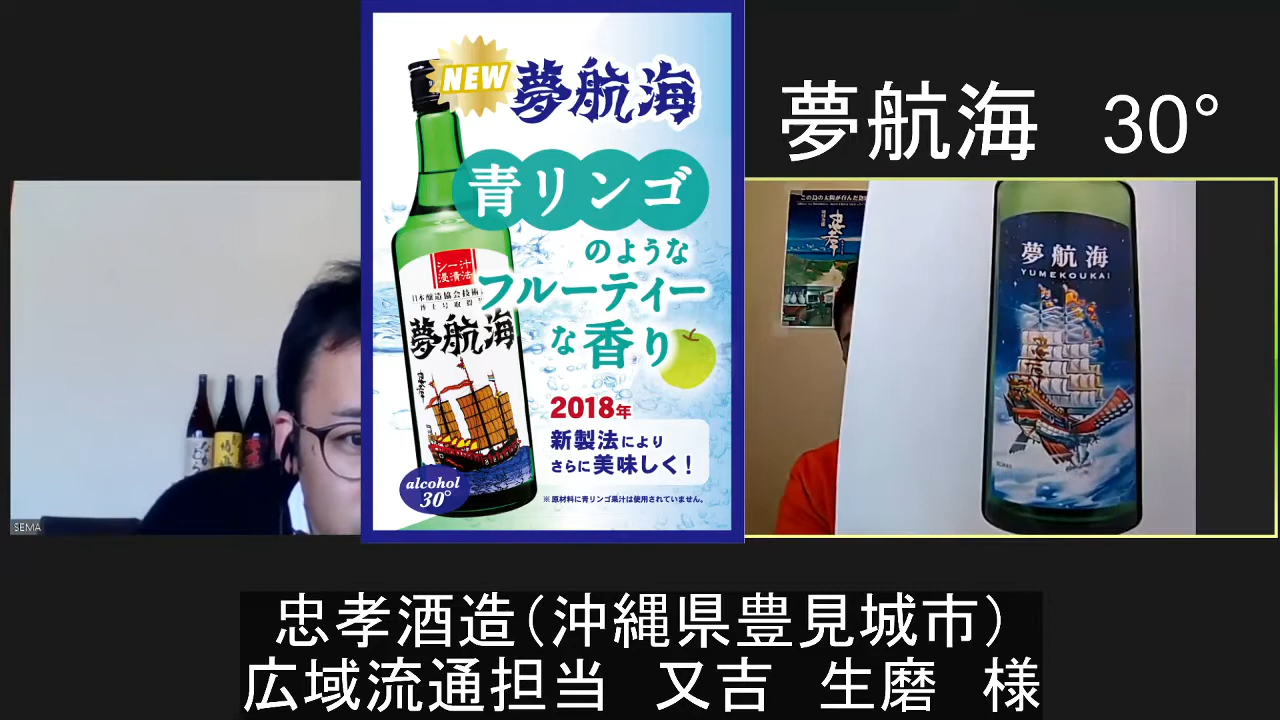 NEW
夢航海
青リンゴ
のような
フルーティー
な香り
シー汁
浸漬法
夢航海
忠孝
2018年
新製法により
さらに美味しく!
alcohol
30°
※原材料に青リンゴ果汁は使用されていません。
夢航海 30°
忠孝
夢航海
YUMEKOUKAI
SEMA
忠孝酒造(沖縄県豊見城市)
広域流通担当 又吉 生磨 様